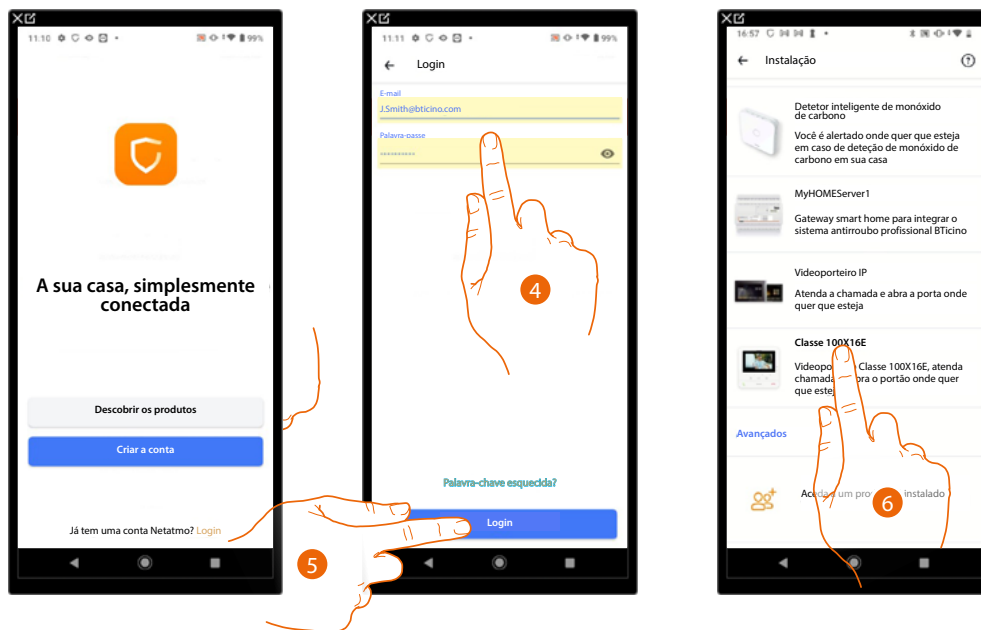 11:10
99%
A sua casa, simplesmente
conectada
Descobrir os produtos
Criar a conta
Já tem uma conta Netatmo? Login
11:11
99%
Login
E-mail
J.Smith@bticino.com
Palavra-passe
••••••••••
4
Palavra-chave esquecida?
Login
5
16:57
Instalação
Detetor inteligente de monóxido
de carbono
Você é alertado onde quer que esteja
em caso de deteção de monóxido de
carbono em sua casa
MyHOMEServer1
Gateway smart home para integrar o
sistema antirroubo profissional BTicino
Videoporteiro IP
Atenda a chamada e abra a porta onde
quer que esteja
Classe 100X16E
Classe 100X16E, atenda
chamada o portão onde quer
que
Avançados
um instalado
6